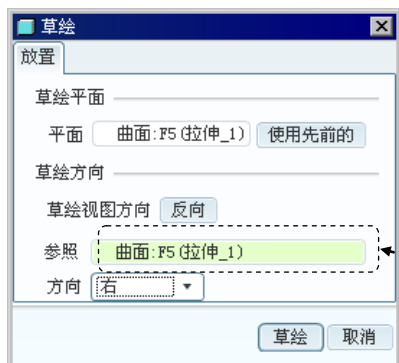 草绘
放置
草绘平面
平面 曲面:F5(拉伸_1) 使用先前的
草绘方向
草绘视图方向 反向
参照 曲面:F5(拉伸_1)
方向 右
草绘 取消